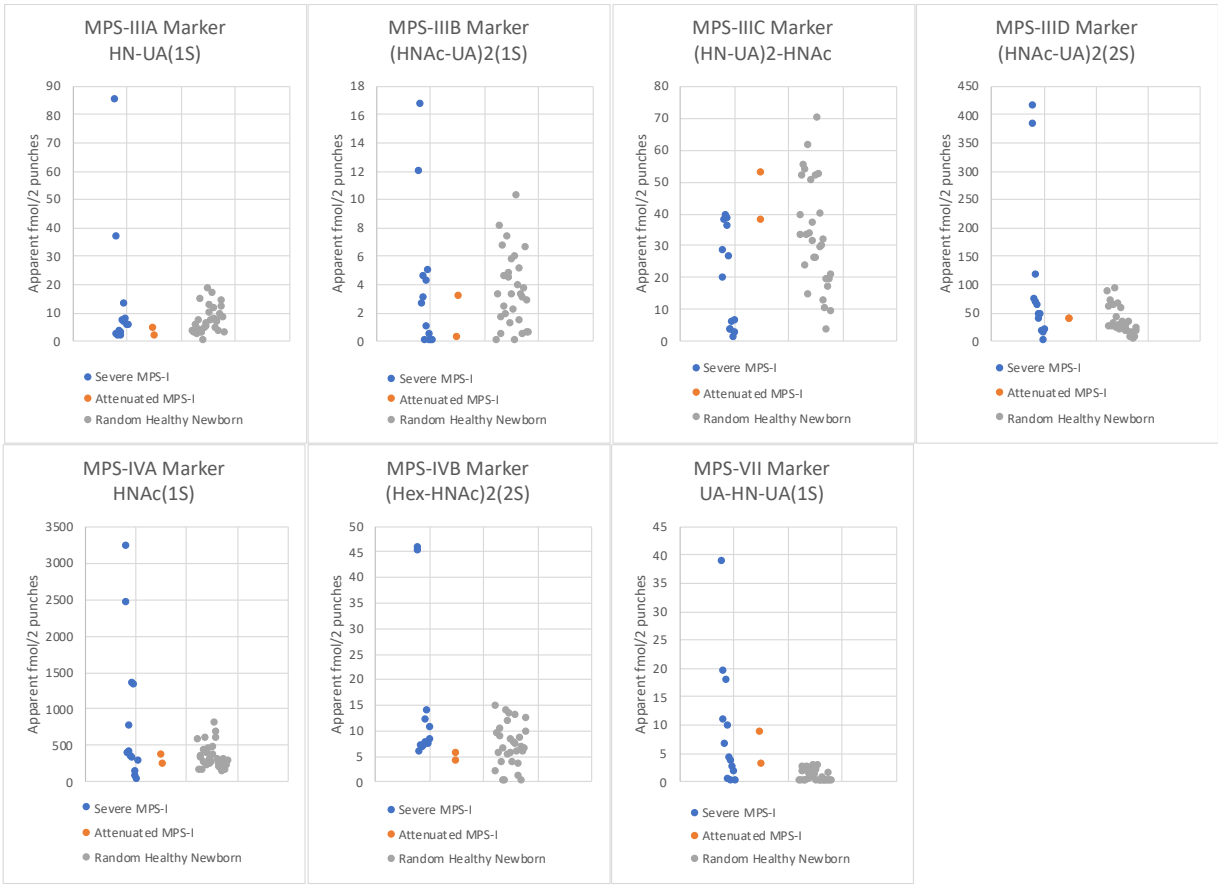 MPS-IIIA Marker
HN-UA(1S)
Apparent fmol/2 punches
90
80
70
60
50
40
30
20
10
0
Severe MPS-I
Attenuated MPS-I
Random Healthy Newborn
MPS-IIIB Marker
(HNAc-UA)2(1S)
Apparent fmol/2 punches
18
16
14
12
10
8
6
4
2
0
Severe MPS-I
Attenuated MPS-I
Random Healthy Newborn
MPS-IIIC Marker
(HN-UA)2-HNAc
Apparent fmol/2 punches
80
70
60
50
40
30
20
10
0
Severe MPS-I
Attenuated MPS-I
Random Healthy Newborn
MPS-IIID Marker
(HNAc-UA)2(2S)
Apparent fmol/2 punches
450
400
350
300
250
200
150
100
50
0
Severe MPS-I
Attenuated MPS-I
Random Healthy Newborn
MPS-IVA Marker
HNAc(1S)
Apparent fmol/2 punches
3500
3000
2500
2000
1500
1000
500
0
Severe MPS-I
Attenuated MPS-I
Random Healthy Newborn
MPS-IVB Marker
(Hex-HNAc)2(2S)
Apparent fmol/2 punches
50
45
40
35
30
25
20
15
10
5
0
Severe MPS-I
Attenuated MPS-I
Random Healthy Newborn
MPS-VII Marker
UA-HN-UA(1S)
Apparent fmol/2 punches
45
40
35
30
25
20
15
10
5
0
Severe MPS-I
Attenuated MPS-I
Random Healthy Newborn